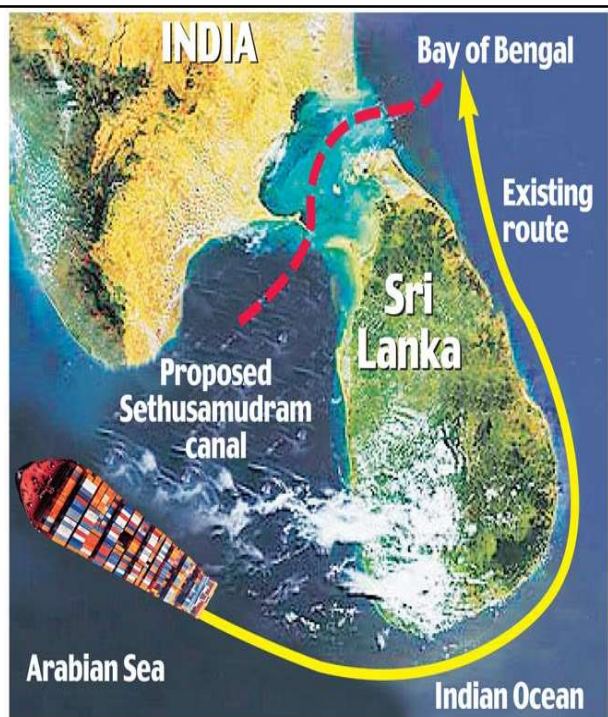 INDIA
Bay of Bengal
Existing
route
Sri
Lanka
Proposed
Sethusamudram
canal
Arabian Sea
Indian Ocean